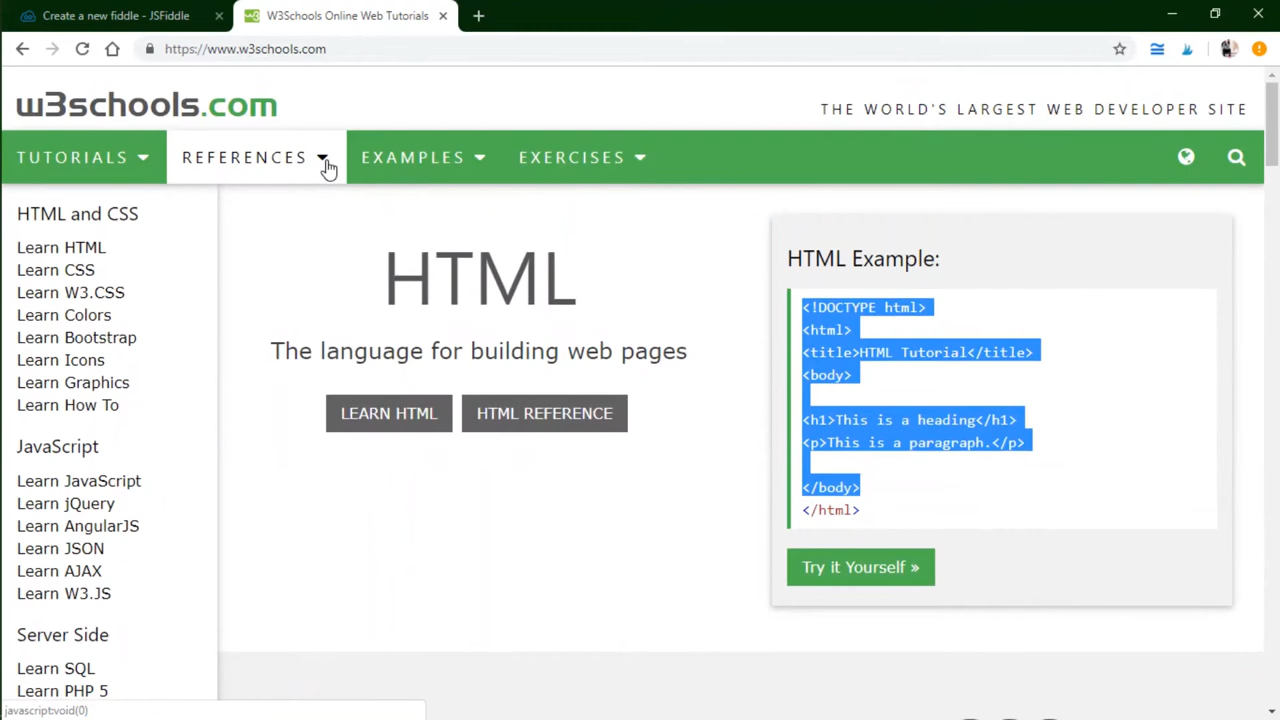 Create a new fiddle - JSFiddle
W3Schools Online Web Tutorials
https://www.w3schools.com
w3schools.com
THE WORLD'S LARGEST WEB DEVELOPER SITE
TUTORIALS
REFERENCES
EXAMPLES
EXERCISES
HTML and CSS
Learn HTML
Learn CSS
Learn W3.CSS
Learn Colors
Learn Bootstrap
Learn Icons
Learn Graphics
Learn How To
JavaScript
Learn JavaScript
Learn jQuery
Learn AngularJS
Learn JSON
Learn AJAX
Learn W3.JS
Server Side
Learn SQL
Learn PHP 5
javascript:void(0)
HTML
The language for building web pages
LEARN HTML
HTML REFERENCE
HTML Example:
<!DOCTYPE html>
<html>
<title>HTML Tutorial</title>
<body>
<h1>This is a heading</h1>
<p>This is a paragraph.</p>
</body>
</html>
Try it Yourself »